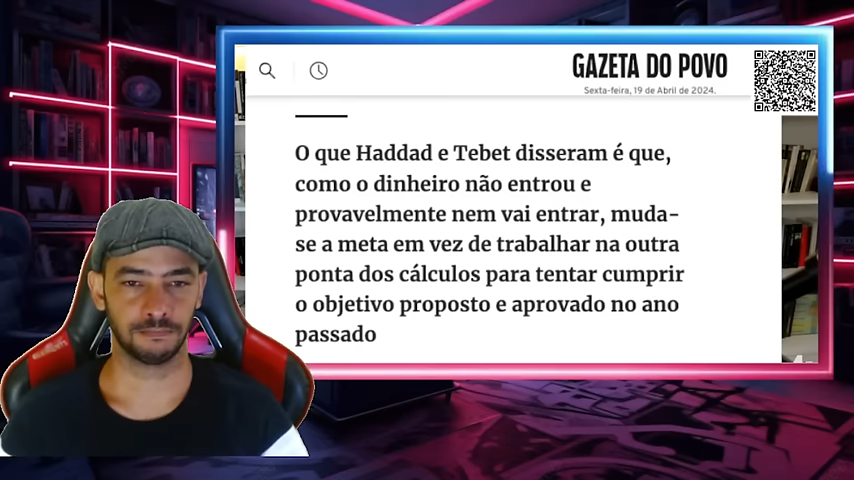 GAZETA DO POVO
Sexta-feira, 19 de Abril de 2024.
O que Haddad e Tebet disseram é que,
como o dinheiro não entrou e
provavelmente nem vai entrar, muda-
se a meta em vez de trabalhar na outra
ponta dos cálculos para tentar cumprir
o objetivo proposto e aprovado no ano
passado